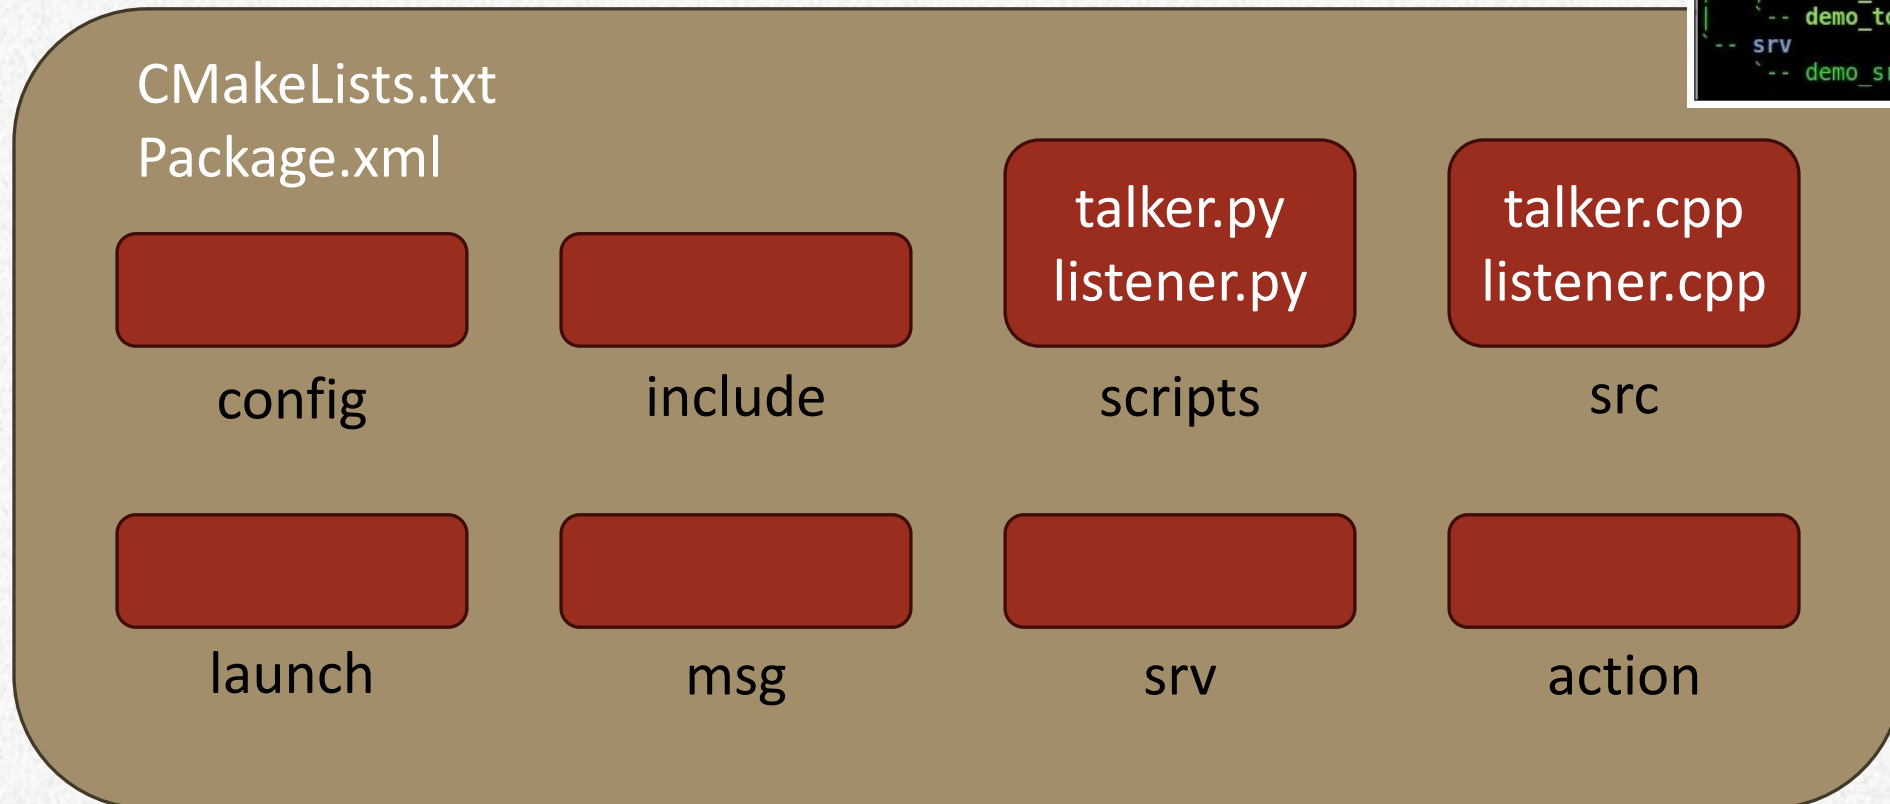 demo_to
srv
demo_s
CMakeLists.txt
Package.xml
talker.py
listener.py
talker.cpp
listener.cpp
config
include
scripts
src
launch
msg
srv
action